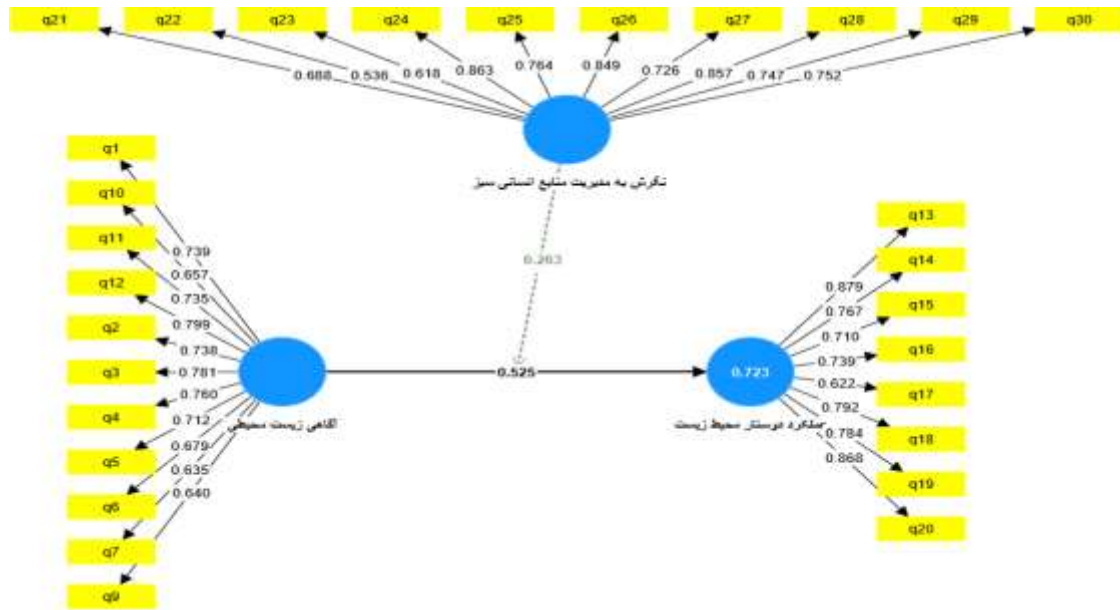 q21 q22 q23 q24 q25 q26 q27 q28 q29 q30
0.688 0.536 0.618 0.863 0.764 0.849 0.726 0.857 0.747 0.752
نگرش به مدیریت منابع انسانی سبز
0.263
q1
q10
q11
q12
q2
q3
q4
q5
q6
q7
q9
0.739
0.657
0.735
0.799
0.738
0.781
0.760
0.712
0.679
0.635
0.640
آگاهی زیست محیطی
0.525
0.723
عملکرد دوستدار محیط زیست
0.879
0.767
0.710
0.739
0.622
0.792
0.784
0.868
q13
q14
q15
q16
q17
q18
q19
q20